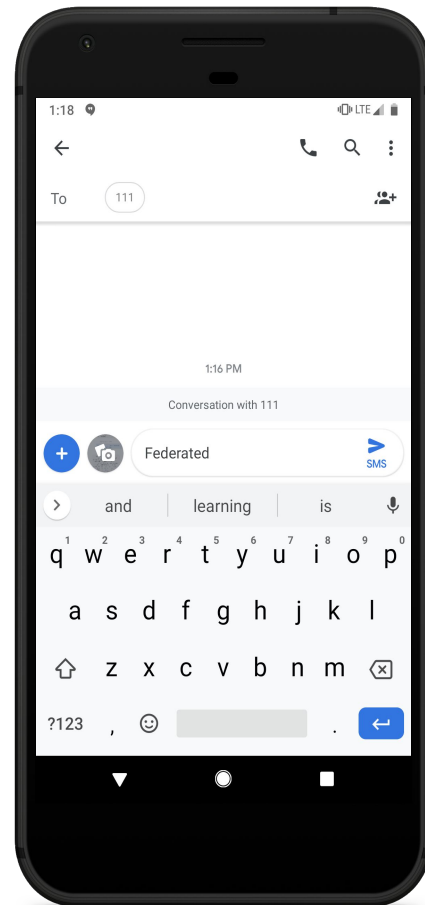 1:18 LTE
To 111
1:16 PM
Conversation with 111
Federated
SMS
and learning is
1 2 3 4 5 6 7 8 9 0
q w e r t y u i o p
a s d f g h j k l
z x c v b n m
?123 , .